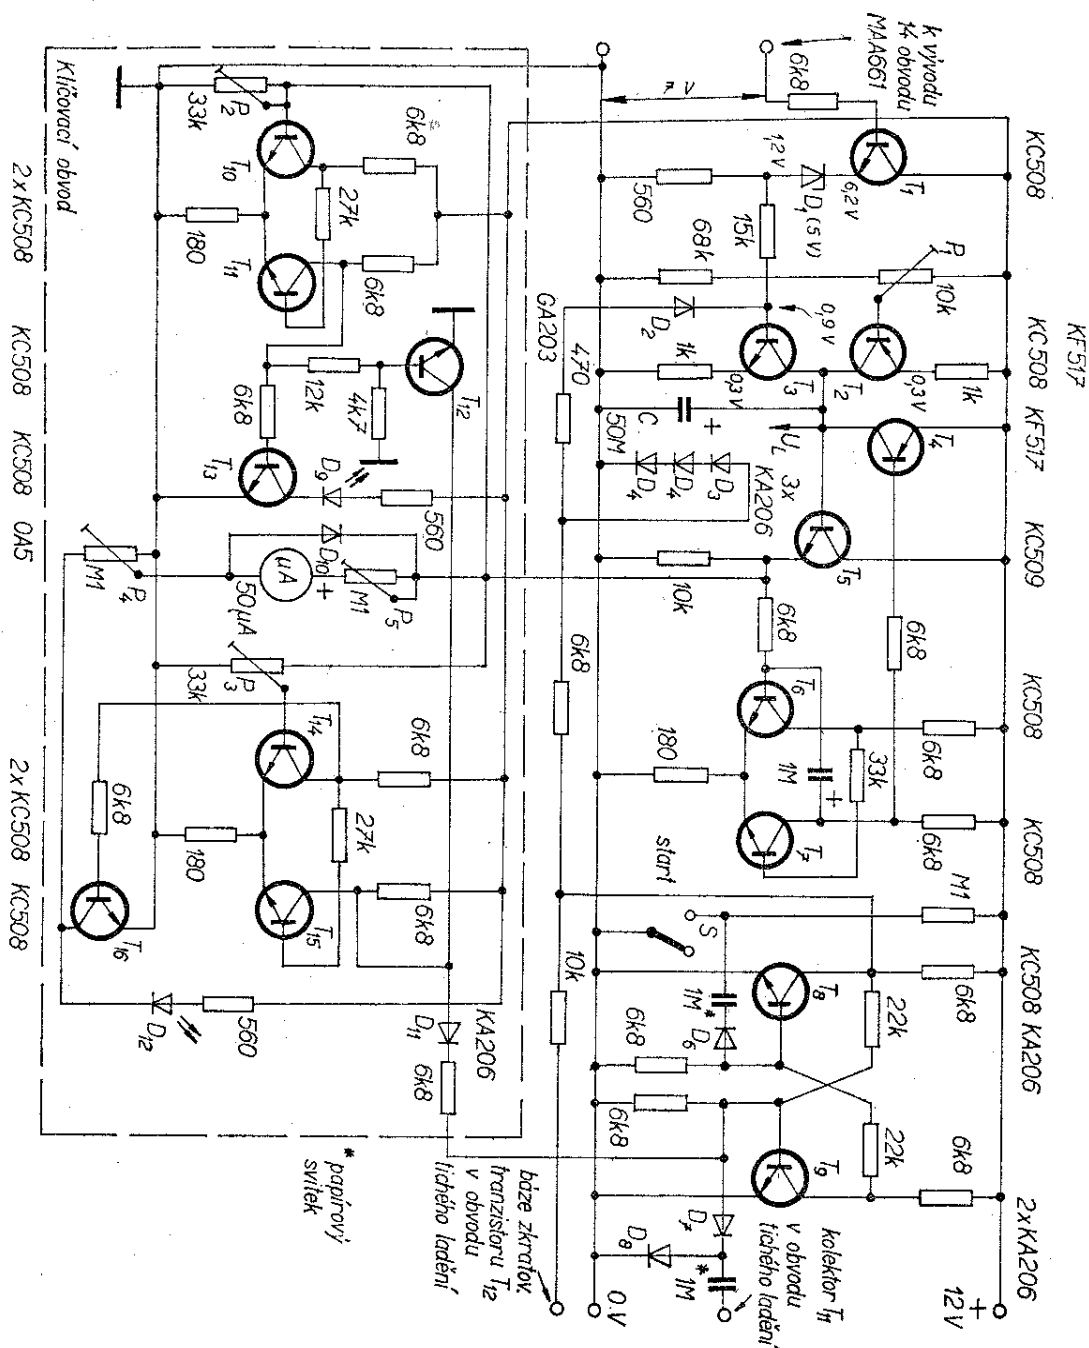 k vývodu
14 obvodu
MAA661
6k8
7 V
1,2V
T1
6,2V
D1 (5V)
KC508
560
15k
68k
P1
10k
D2
GA203
0,9V
1k
T3
0,3V
T2
0,3V
1k
KF517
KC508
470
C
50M
+
UL
T4
KF517
D4
D4
D3
3x
KA206
T5
KC509
10k
6k8
6k8
6k8
T6
KC508
180
1M
+
33k
6k8
T7
6k8
KC508
start
S
M1
10k
1M*
D6
T8
6k8
22k
6k8
KC508 KA206
6k8
22k
T9
6k8
D7
D8
*
1M
2xKA206
kolektor T11
v obvodu
tichého ladění
0V
+
12V
báze zkratov.
tranzistoru T12
v obvodu
tichého ladění
* papírový
svitek
Klíčovací obvod
33k
P2
6k8
T10
27k
180
T11
6k8
2xKC508
12k
4k7
T12
6k8
T13
D9
560
KC508
KC508
M1
P4
D10
µA
50µA
+
M1
P5
0A5
33k
P3
T14
6k8
27k
6k8
180
T15
6k8
2xKC508
T16
KC508
D12
560
D11
KA206
6k8